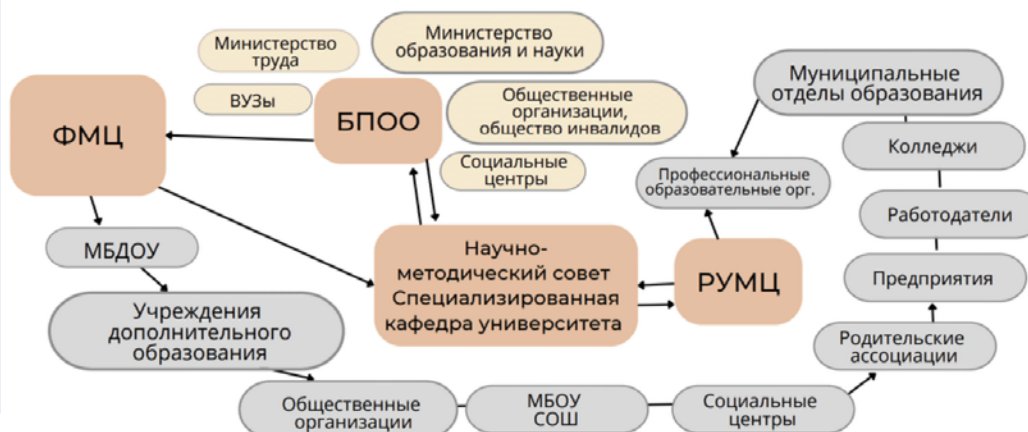 Министерство
труда
Министерство
образования и науки
ВУЗы
ФМЦ
БПОО
Общественные
организации,
общество инвалидов
Социальные
центры
Муниципальные
отделы образования
Колледжи
Профессиональные
образовательные орг.
Работодатели
МБДОУ
Научно-
методический совет
Специализированная
кафедра университета
РУМЦ
Предприятия
Учреждения
дополнительного
образования
Родительские
ассоциации
Общественные
организации
МБОУ
СОШ
Социальные
центры